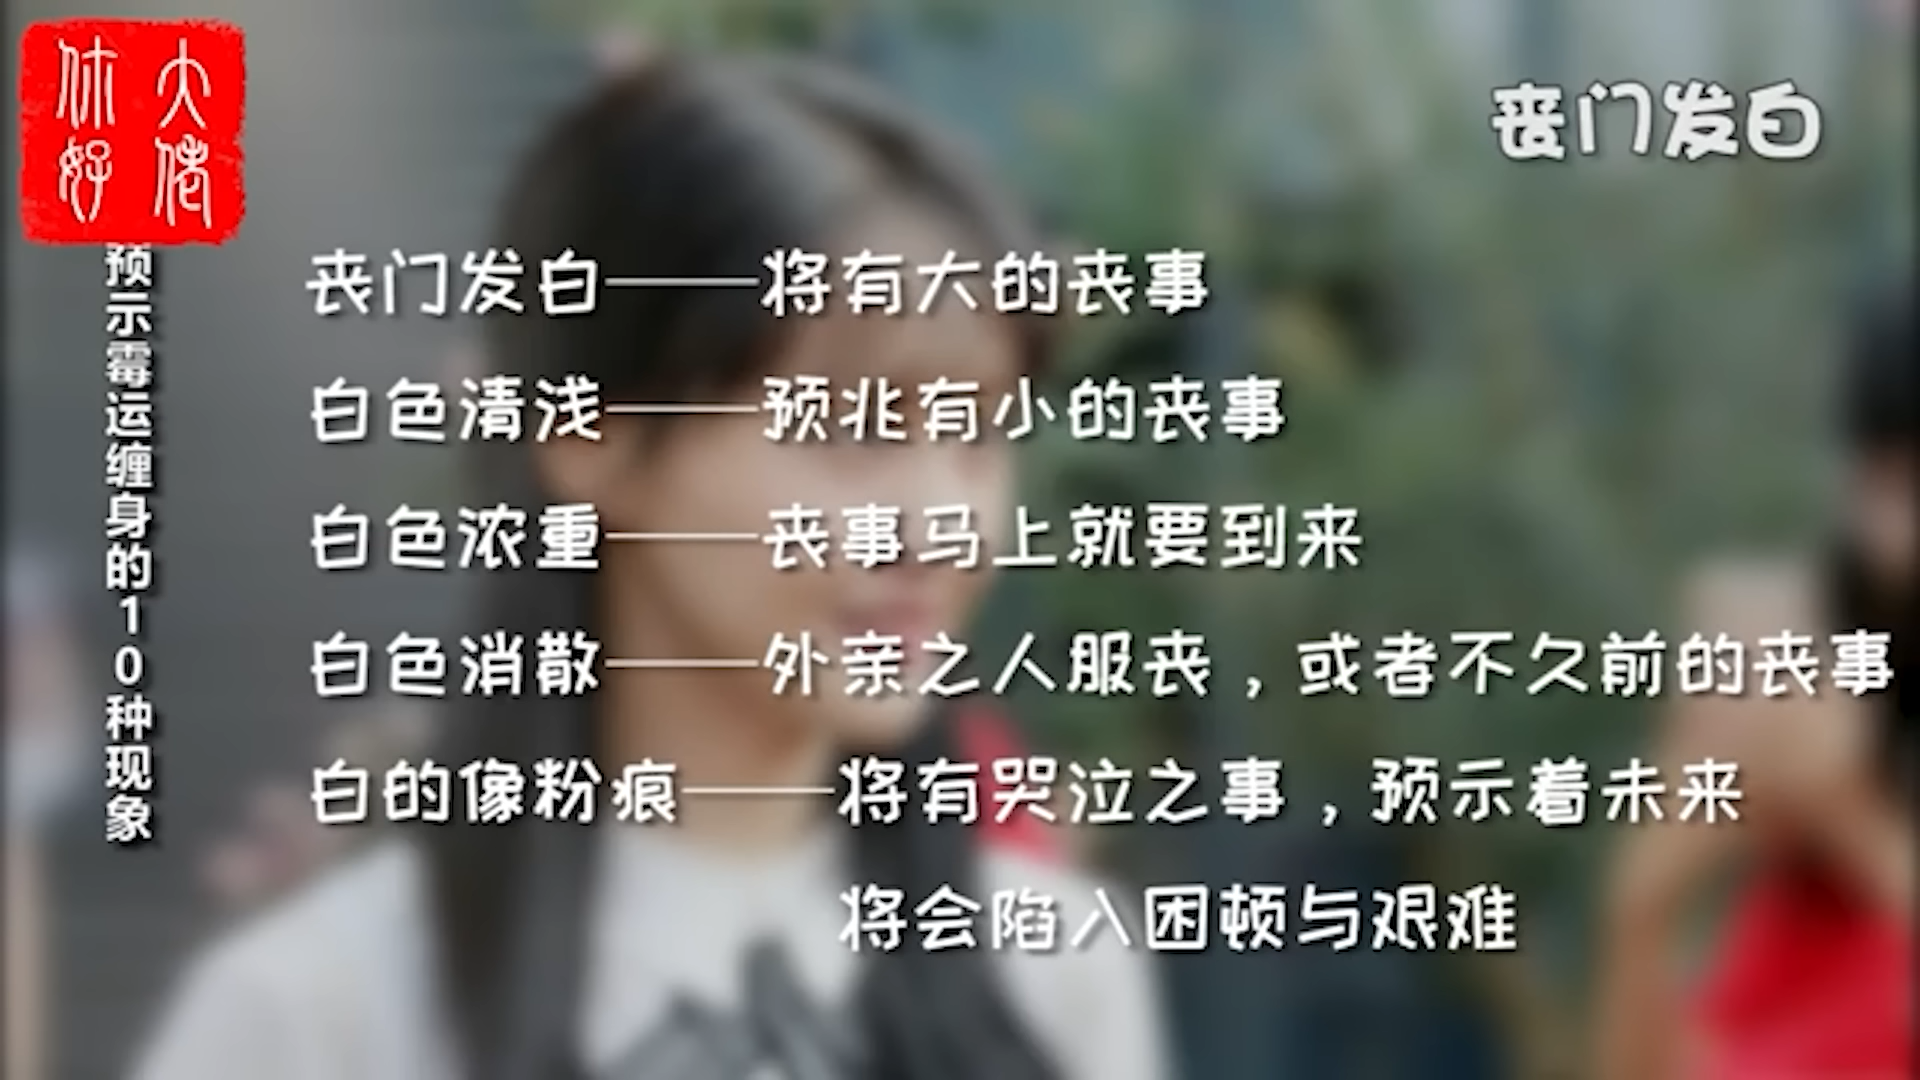 大佬
你好
丧门发白
预示霉运缠身的10种现象
丧门发白——将有大的丧事
白色清浅——预兆有小的丧事
白色浓重——丧事马上就要到来
白色消散——外亲之人服丧，或者不久前的丧事
白的像粉痕——将有哭泣之事，预示着未来
将会陷入困顿与艰难